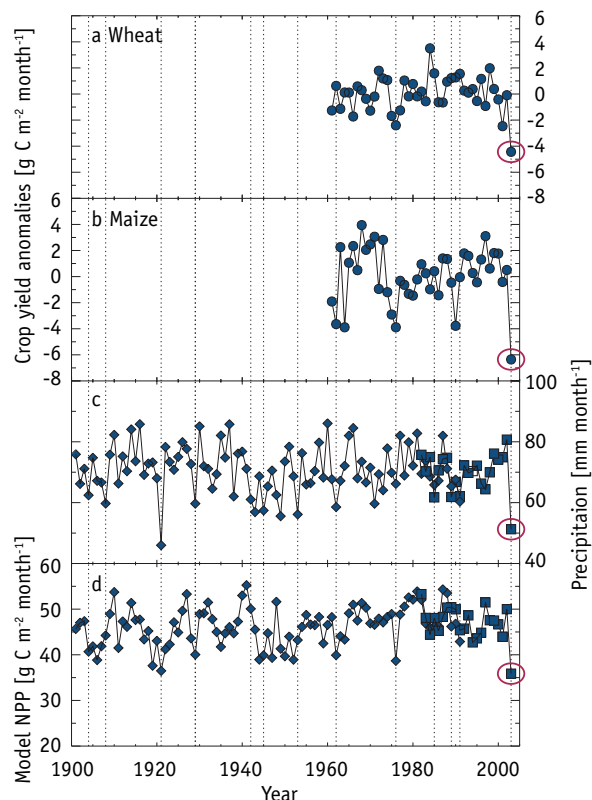 a Wheat
6
4
2
0
-2
-4
-6
-8
Crop yield anomalies [g C m⁻² month⁻¹]
b Maize
6
4
2
0
-2
-4
-6
-8
c
100
80
60
40
Precipitaion [mm month⁻¹]
d
60
50
40
30
20
Model NPP [g C m⁻² month⁻¹]
1901 1921 1940 1960 1980 2000
Year